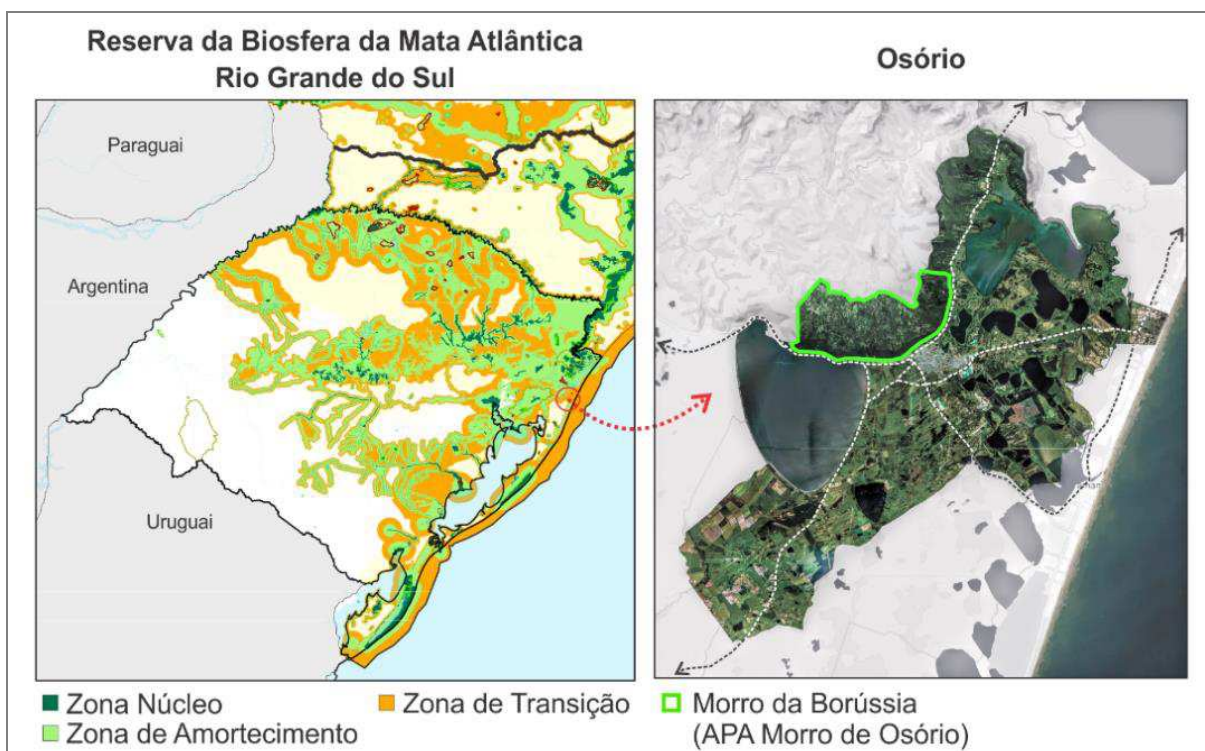 Reserva da Biosfera da Mata Atlântica
Rio Grande do Sul
Osório
Paraguai
Argentina
Uruguai
Zona Núcleo
Zona de Transição
Zona de Amortecimento
Morro da Borússia
(APA Morro de Osório)